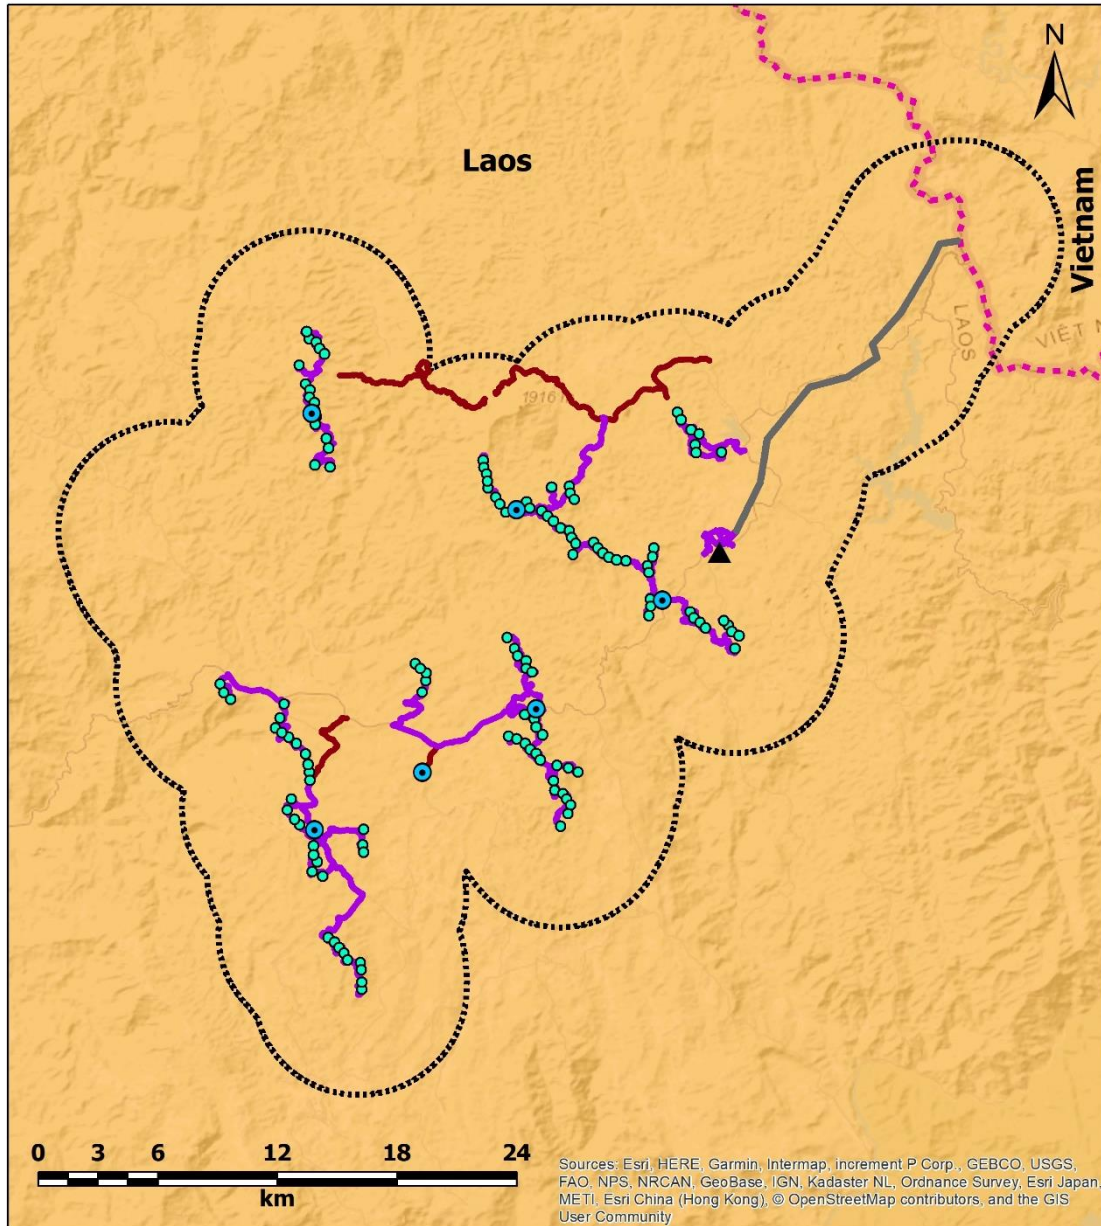 N
Laos
Vietnam
LAOS
VIÊT N
1916
0 3 6 12 18 24
km
Sources: Esri, HERE, Garmin, Intermap, increment P Corp., GEBCO, USGS,
FAO, NPS, NRCAN, GeoBase, IGN, Kadaster NL, Ordnance Survey, Esri Japan,
METI, Esri China (Hong Kong), © OpenStreetMap contributors, and the GIS
User Community